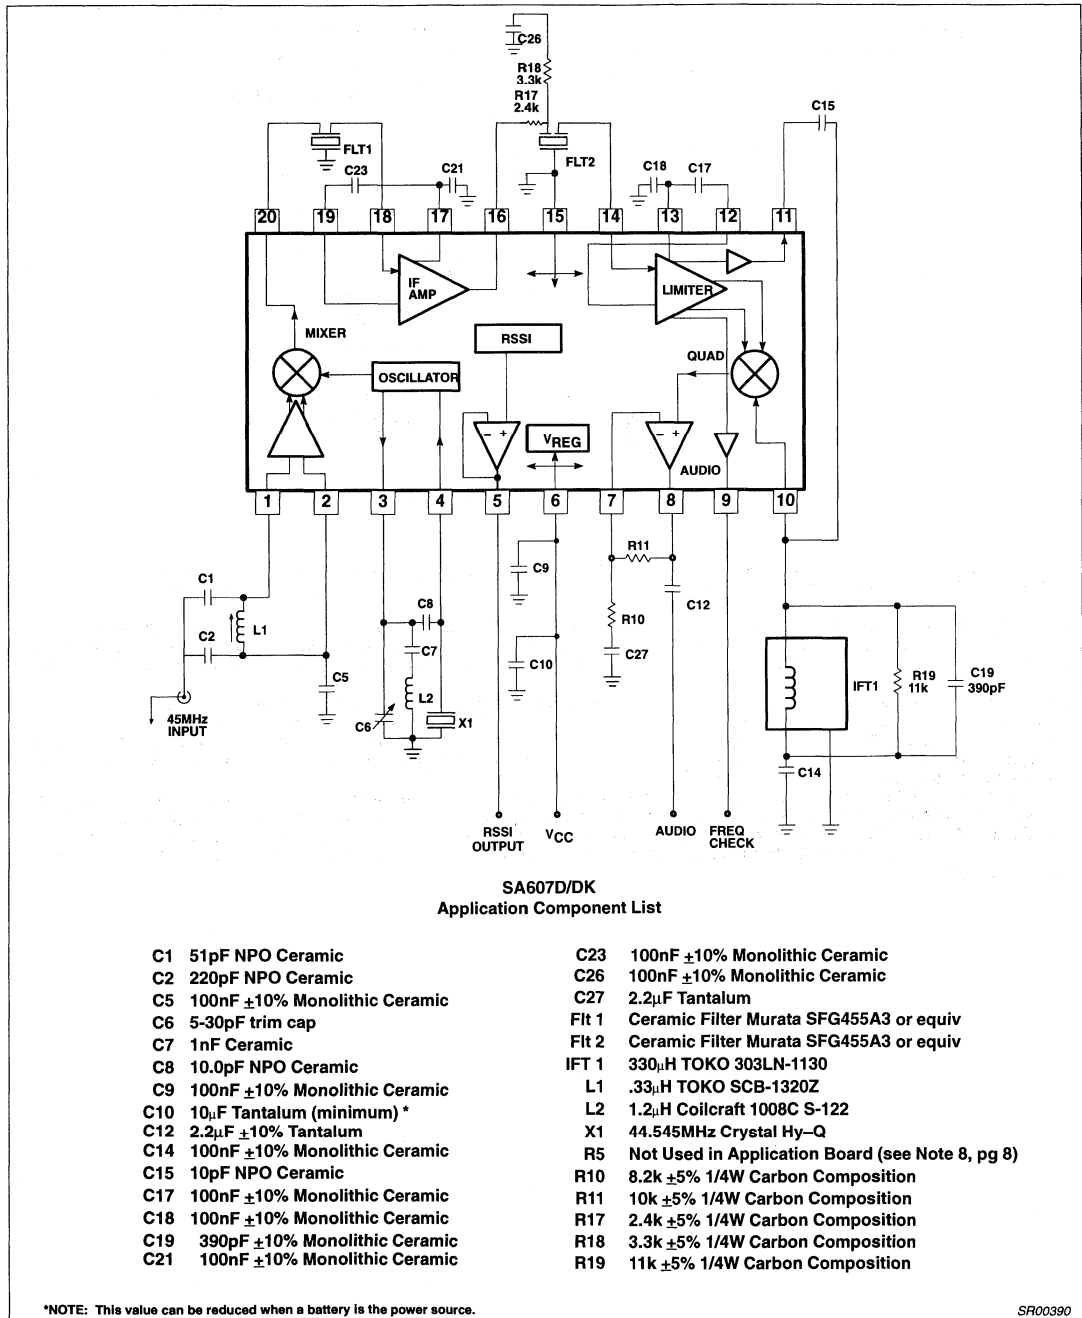 C26
R18
3.3k
R17
2.4k
C15
FLT1
FLT2
C23
C21
C18
C17
20
19
18
17
16
15
14
13
12
11
IF
AMP
LIMITER
MIXER
RSSI
QUAD
OSCILLATOR
- +
VREG
- +
AUDIO
1
2
3
4
5
6
7
8
9
10
R11
C9
C1
C8
C12
R10
L1
C2
C7
C27
C10
C5
L2
R19
11k
C19
390pF
IFT1
C6
X1
45MHz
INPUT
C14
RSSI
OUTPUT
VCC
AUDIO
FREQ
CHECK
SA607D/DK
Application Component List
C1 51pF NPO Ceramic
C2 220pF NPO Ceramic
C5 100nF ±10% Monolithic Ceramic
C6 5-30pF trim cap
C7 1nF Ceramic
C8 10.0pF NPO Ceramic
C9 100nF ±10% Monolithic Ceramic
C10 10μF Tantalum (minimum) *
C12 2.2μF ±10% Tantalum
C14 100nF ±10% Monolithic Ceramic
C15 10pF NPO Ceramic
C17 100nF ±10% Monolithic Ceramic
C18 100nF ±10% Monolithic Ceramic
C19 390pF ±10% Monolithic Ceramic
C21 100nF ±10% Monolithic Ceramic
C23 100nF ±10% Monolithic Ceramic
C26 100nF ±10% Monolithic Ceramic
C27 2.2μF Tantalum
Flt 1 Ceramic Filter Murata SFG455A3 or equiv
Flt 2 Ceramic Filter Murata SFG455A3 or equiv
IFT 1 330μH TOKO 303LN-1130
L1 .33μH TOKO SCB-1320Z
L2 1.2μH Coilcraft 1008C S-122
X1 44.545MHz Crystal Hy–Q
R5 Not Used in Application Board (see Note 8, pg 8)
R10 8.2k ±5% 1/4W Carbon Composition
R11 10k ±5% 1/4W Carbon Composition
R17 2.4k ±5% 1/4W Carbon Composition
R18 3.3k ±5% 1/4W Carbon Composition
R19 11k ±5% 1/4W Carbon Composition
*NOTE: This value can be reduced when a battery is the power source.
SR00390